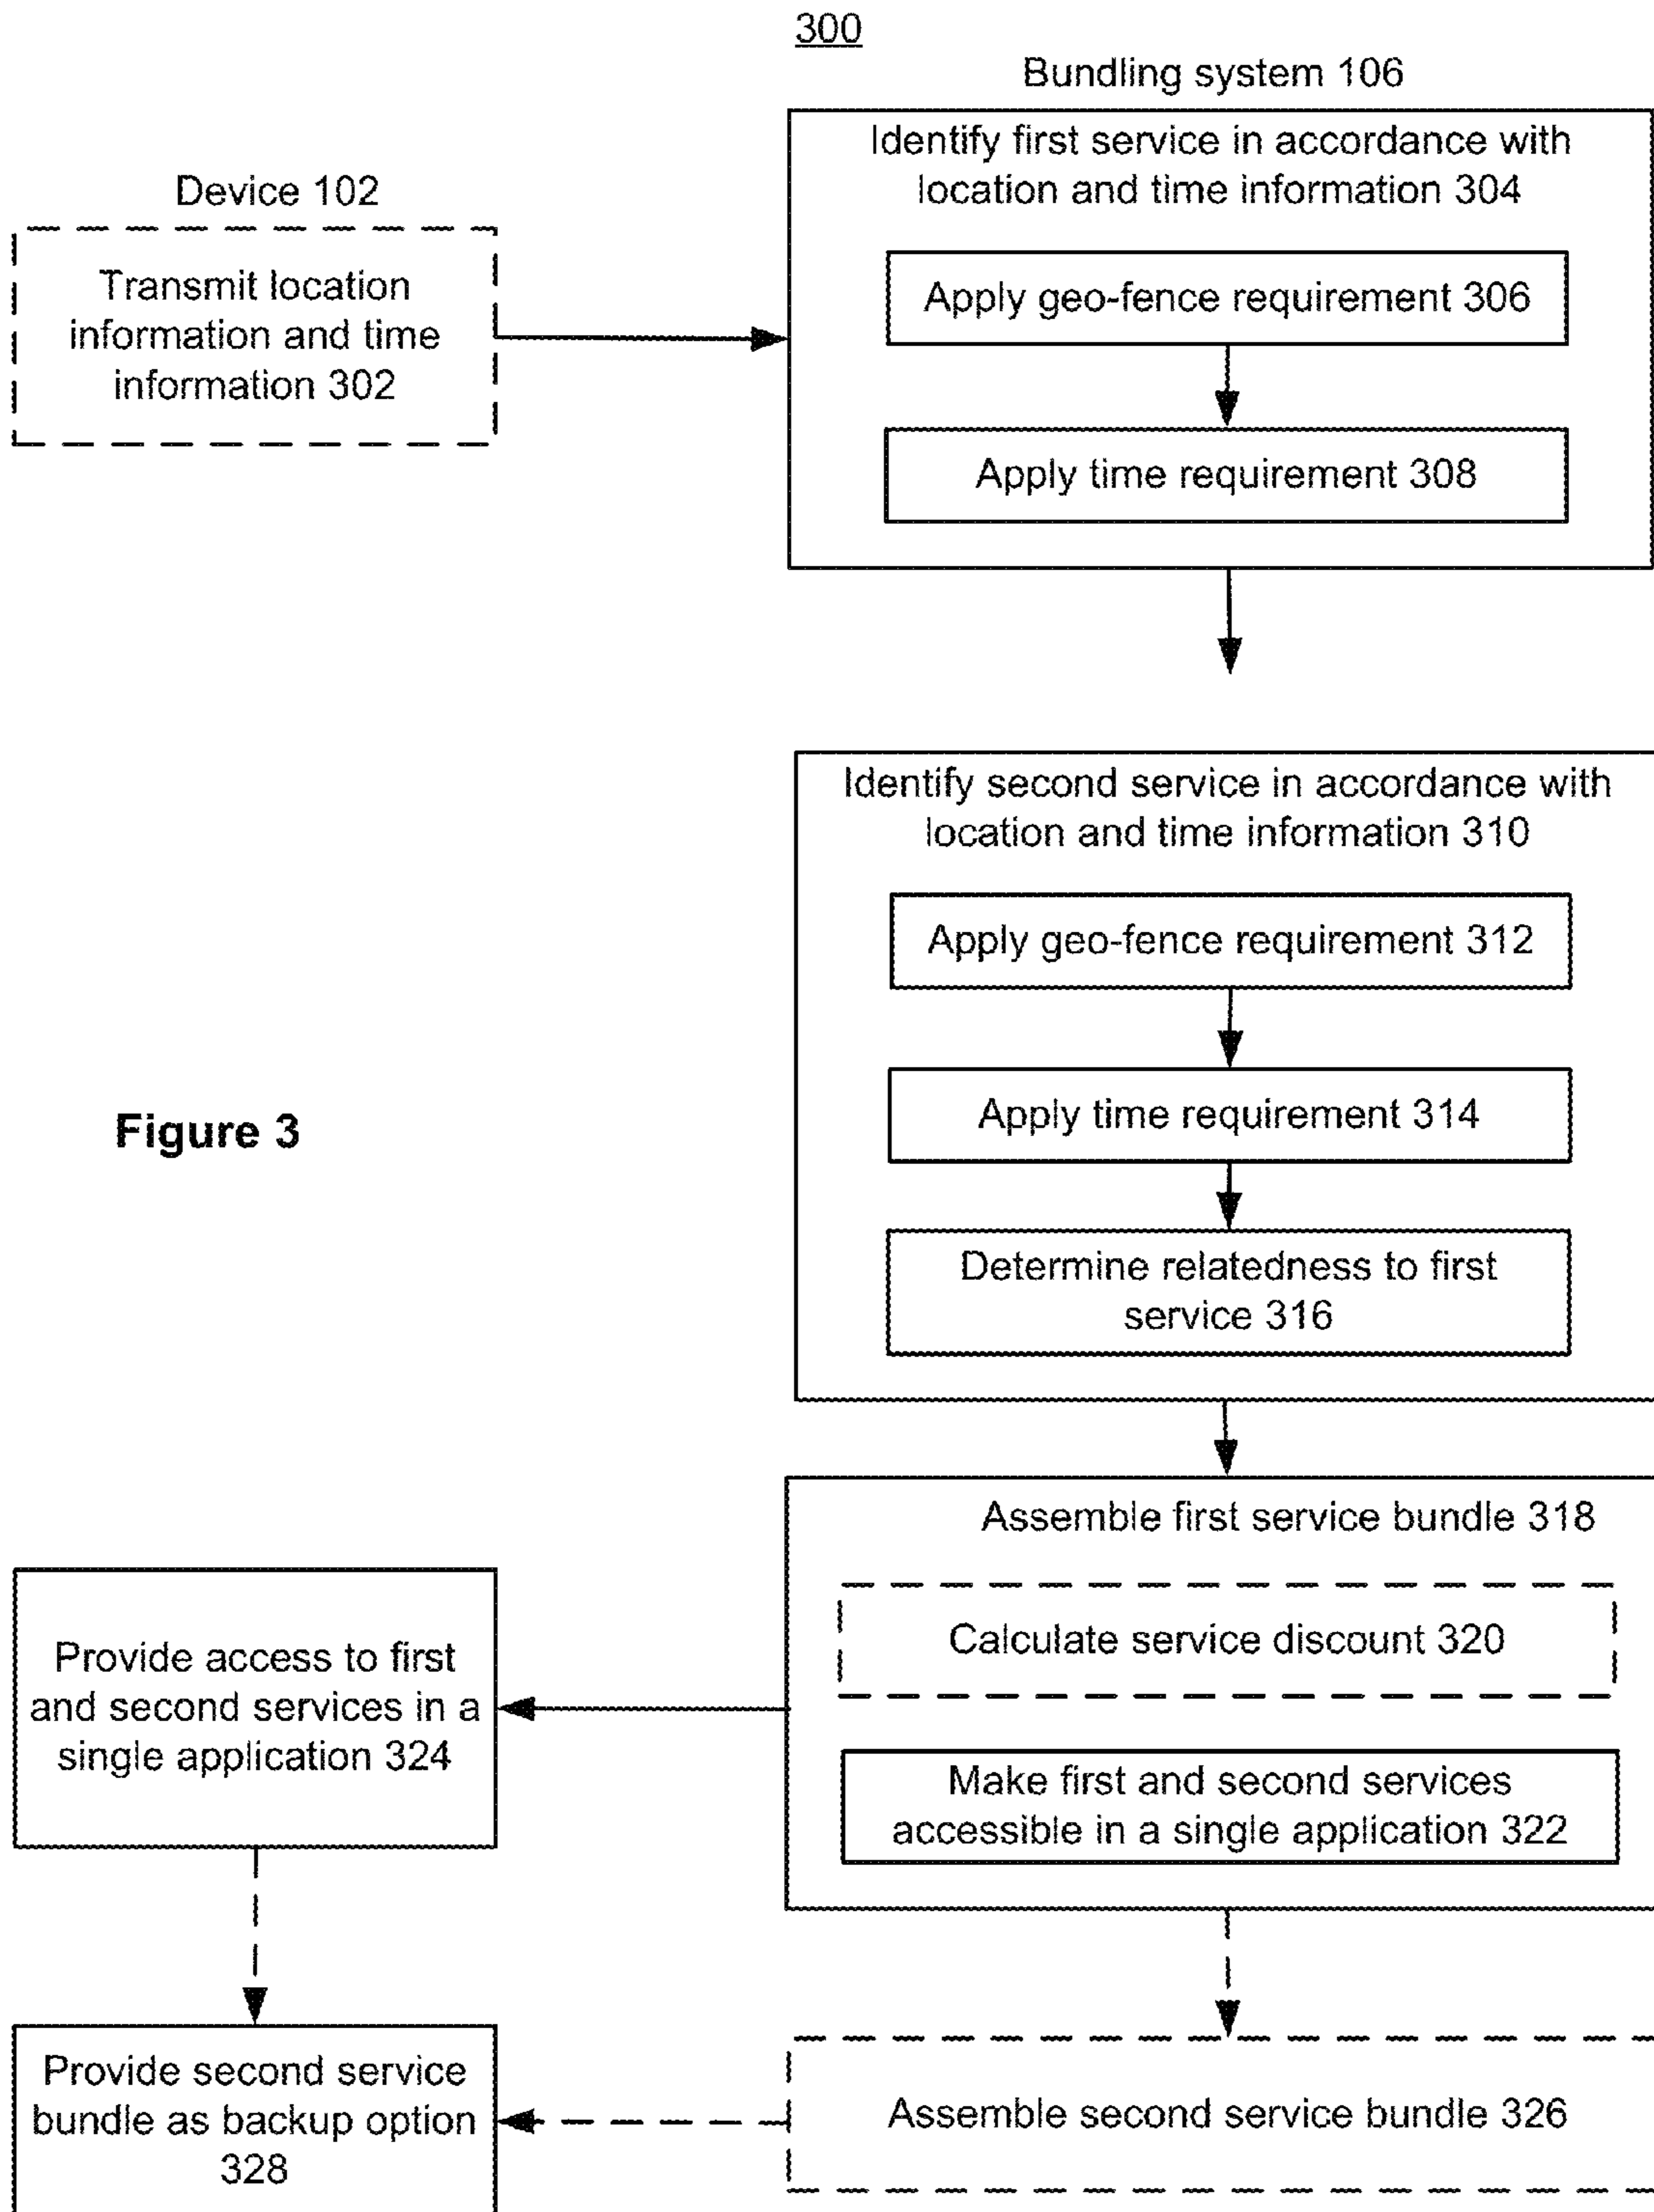 300
Bundling system 106
Identify first service in accordance with
location and time information 304
Device 102
Transmit location
information and time
information 302
Apply geo-fence requirement 306
Apply time requirement 308
Identify second service in accordance with
location and time information 310
Apply geo-fence requirement 312
Apply time requirement 314
Figure 3
Determine relatedness to first
service 316
Assemble first service bundle 318
Calculate service discount 320
Make first and second services
accessible in a single application 322
Provide access to first
and second services in a
single application 324
Provide second service
bundle as backup option
328
Assemble second service bundle 326